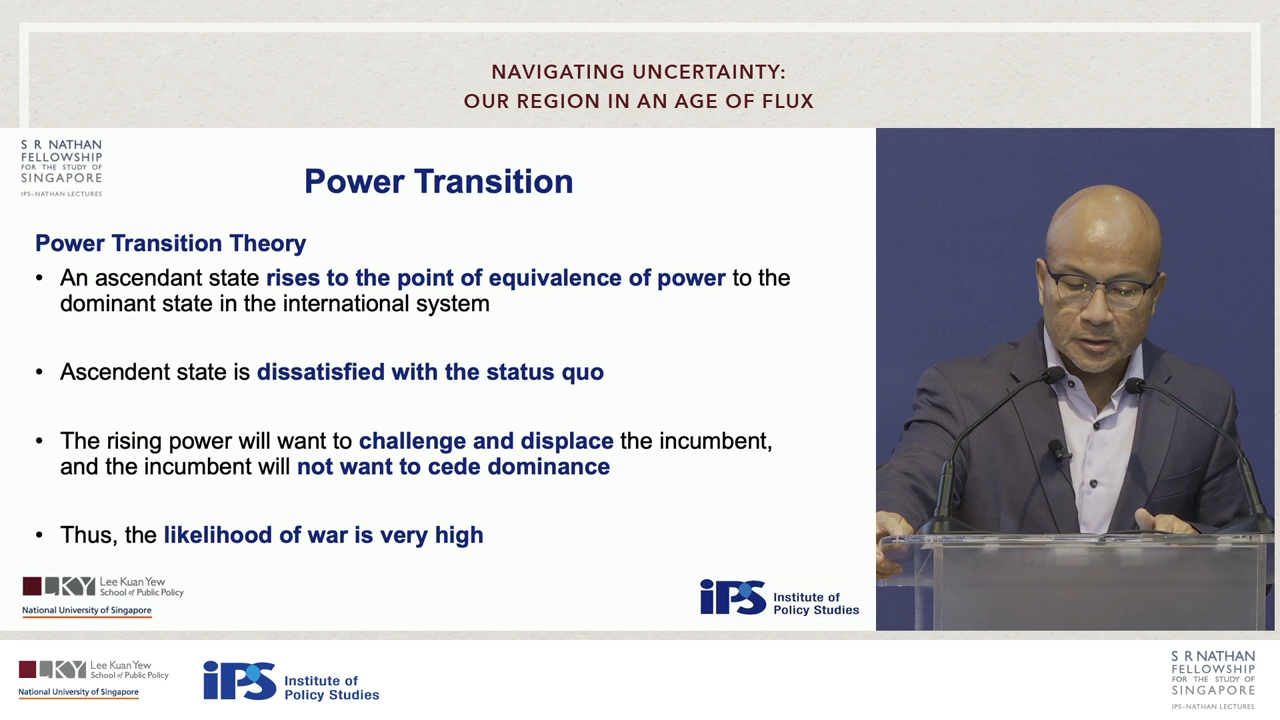 NAVIGATING UNCERTAINTY:
OUR REGION IN AN AGE OF FLUX
S R NATHAN
FELLOWSHIP
FOR THE STUDY OF
SINGAPORE
IPS–NATHAN LECTURES
Power Transition
Power Transition Theory
• An ascendant state rises to the point of equivalence of power to the
dominant state in the international system
• Ascendent state is dissatisfied with the status quo
• The rising power will want to challenge and displace the incumbent,
and the incumbent will not want to cede dominance
• Thus, the likelihood of war is very high
LKY Lee Kuan Yew
School of Public Policy
National University of Singapore
iPS Institute of
Policy Studies
LKY Lee Kuan Yew
School of Public Policy
National University of Singapore
iPS Institute of
Policy Studies
S R NATHAN
FELLOWSHIP
FOR THE STUDY OF
SINGAPORE
IPS–NATHAN LECTURES